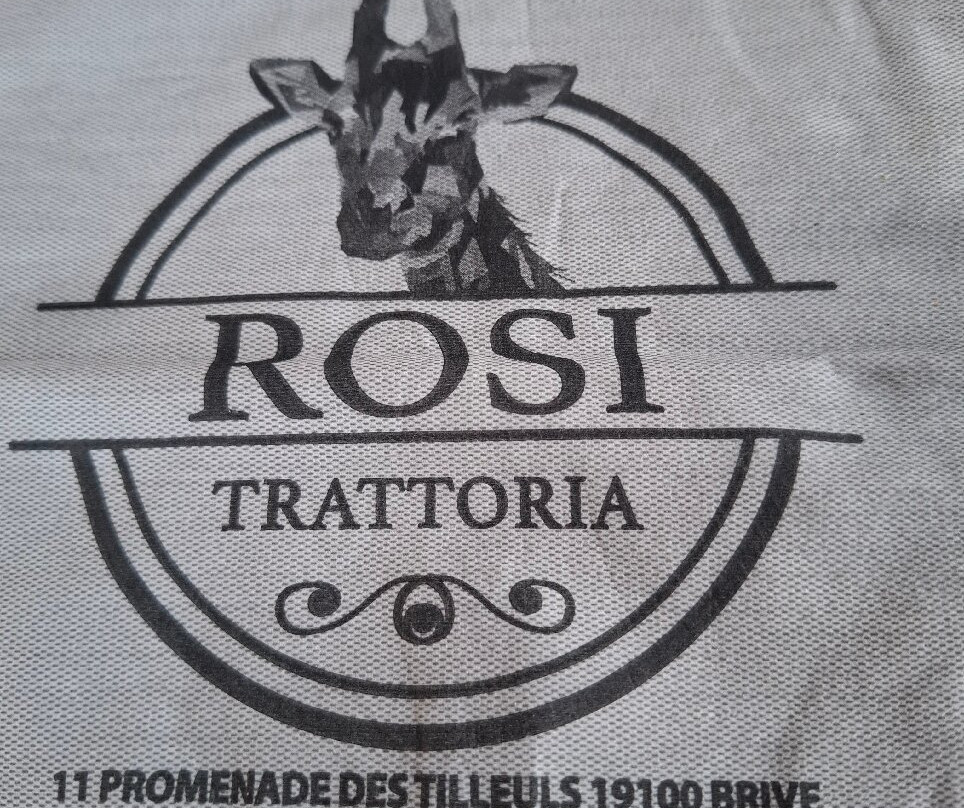 ROSI
TRATTORIA
11 PROMENADE DES TILLEULS 19100 BRIVE